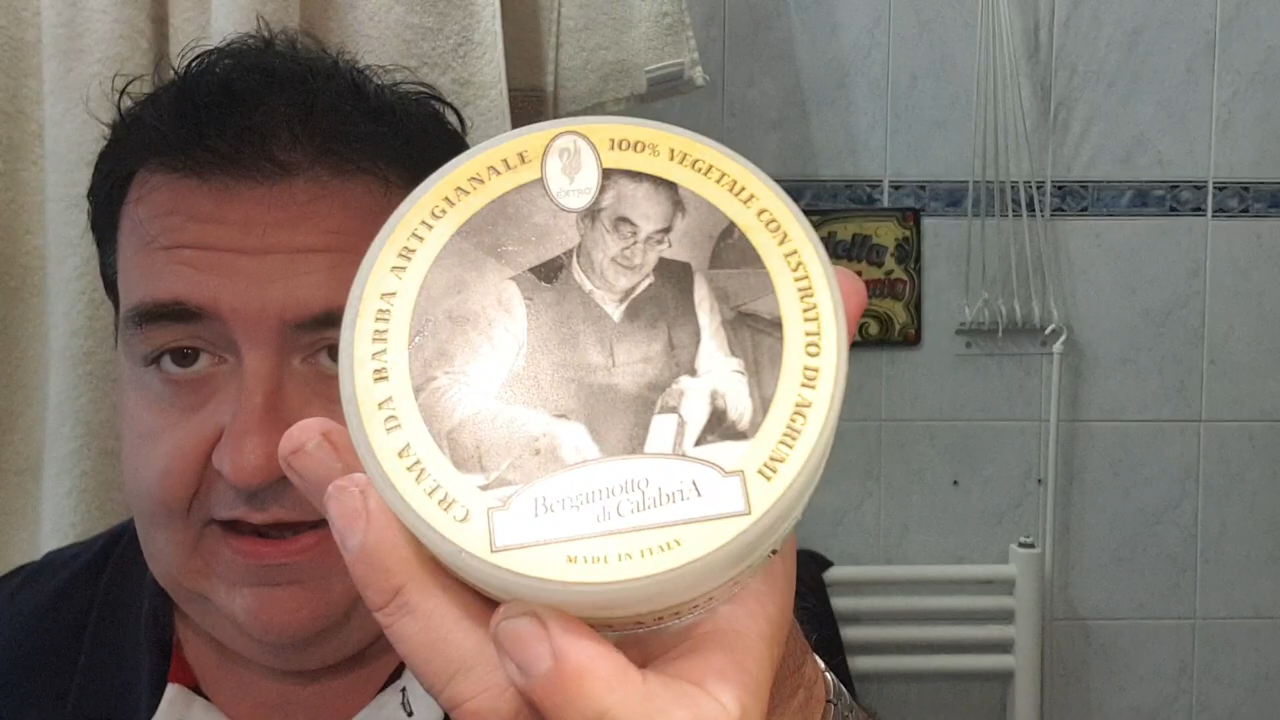 CREMA DA BARBA ARTIGIANALE
100% VEGETALE CON ESTRATTO DI AGRUMI
Bergamotto
di CalabriA
MADE IN ITALY